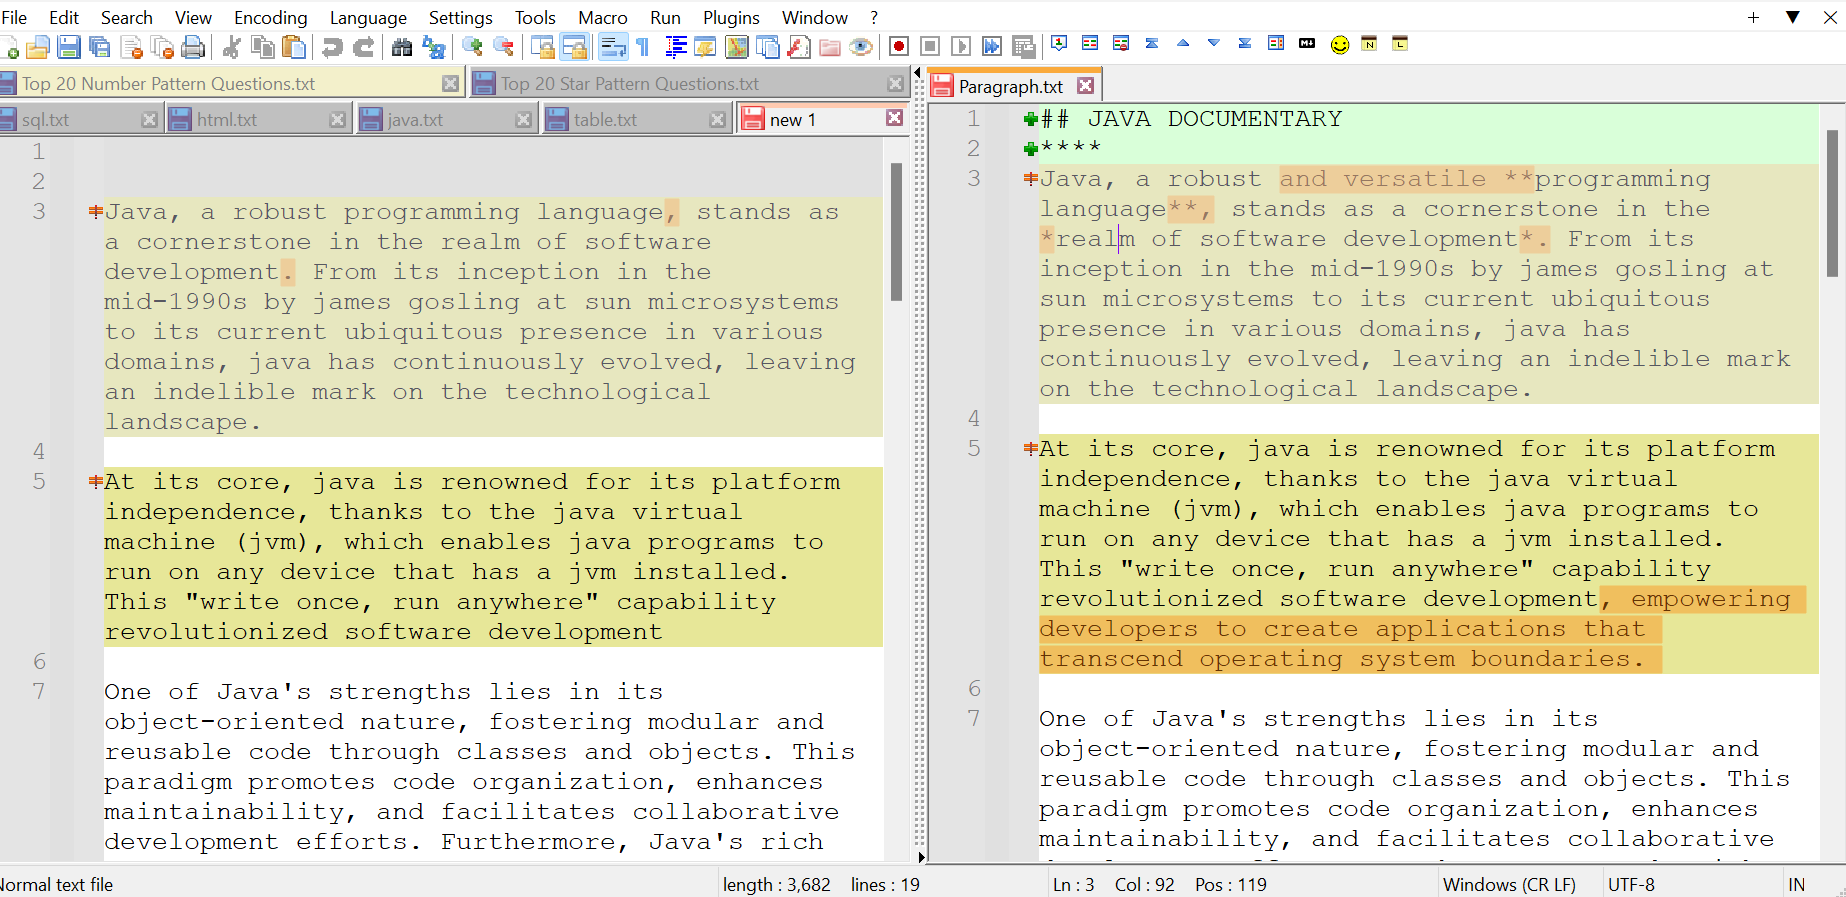 File Edit Search View Encoding Language Settings Tools Macro Run Plugins Window ?
Top 20 Number Pattern Questions.txt
Top 20 Star Pattern Questions.txt
sql.txt
html.txt
java.txt
table.txt
new 1
1
2
3
Java, a robust programming language, stands as
a cornerstone in the realm of software
development. From its inception in the
mid-1990s by james gosling at sun microsystems
to its current ubiquitous presence in various
domains, java has continuously evolved, leaving
an indelible mark on the technological
landscape.
4
5
At its core, java is renowned for its platform
independence, thanks to the java virtual
machine (jvm), which enables java programs to
run on any device that has a jvm installed.
This "write once, run anywhere" capability
revolutionized software development
6
7
One of Java's strengths lies in its
object-oriented nature, fostering modular and
reusable code through classes and objects. This
paradigm promotes code organization, enhances
maintainability, and facilitates collaborative
development efforts. Furthermore, Java's rich
Paragraph.txt
1
## JAVA DOCUMENTARY
2
****
3
Java, a robust and versatile **programming
language**, stands as a cornerstone in the
*realm of software development*. From its
inception in the mid-1990s by james gosling at
sun microsystems to its current ubiquitous
presence in various domains, java has
continuously evolved, leaving an indelible mark
on the technological landscape.
4
5
At its core, java is renowned for its platform
independence, thanks to the java virtual
machine (jvm), which enables java programs to
run on any device that has a jvm installed.
This "write once, run anywhere" capability
revolutionized software development, empowering
developers to create applications that
transcend operating system boundaries.
6
7
One of Java's strengths lies in its
object-oriented nature, fostering modular and
reusable code through classes and objects. This
paradigm promotes code organization, enhances
maintainability, and facilitates collaborative
Normal text file
length : 3,682 lines : 19
Ln : 3 Col : 92 Pos : 119
Windows (CR LF)
UTF-8
IN